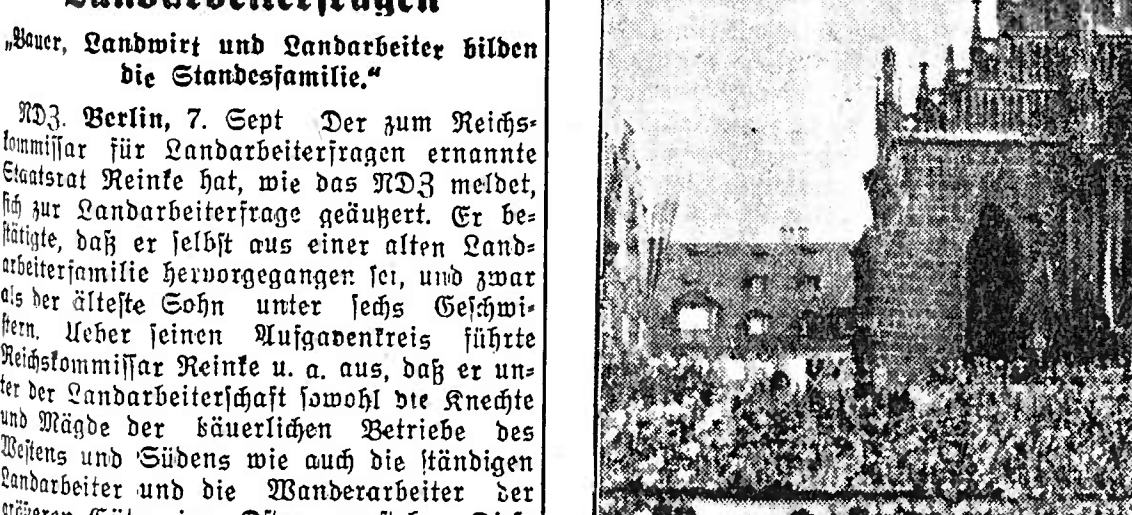 Landarbeiterfragen
„Bauer, Landwirt und Landarbeiter bilden
die Standesfamilie.“
NDZ. Berlin, 7. Sept Der zum Reichs-
kommissar für Landarbeiterfragen ernannte
Staatsrat Reinke hat, wie das NDZ meldet,
sich zur Landarbeiterfrage geäußert. Er be-
stätigte, daß er selbst aus einer alten Land-
arbeiterfamilie hervorgegangen sei, und zwar
als der älteste Sohn unter sechs Geschwi-
stern. Ueber seinen Aufgabenkreis führte
Reichskommissar Reinke u. a. aus, daß er un-
ter der Landarbeiterschaft sowohl die Knechte
und Mägde der bäuerlichen Betriebe des
Westens und Südens wie auch die ständigen
Landarbeiter und die Wanderarbeiter der